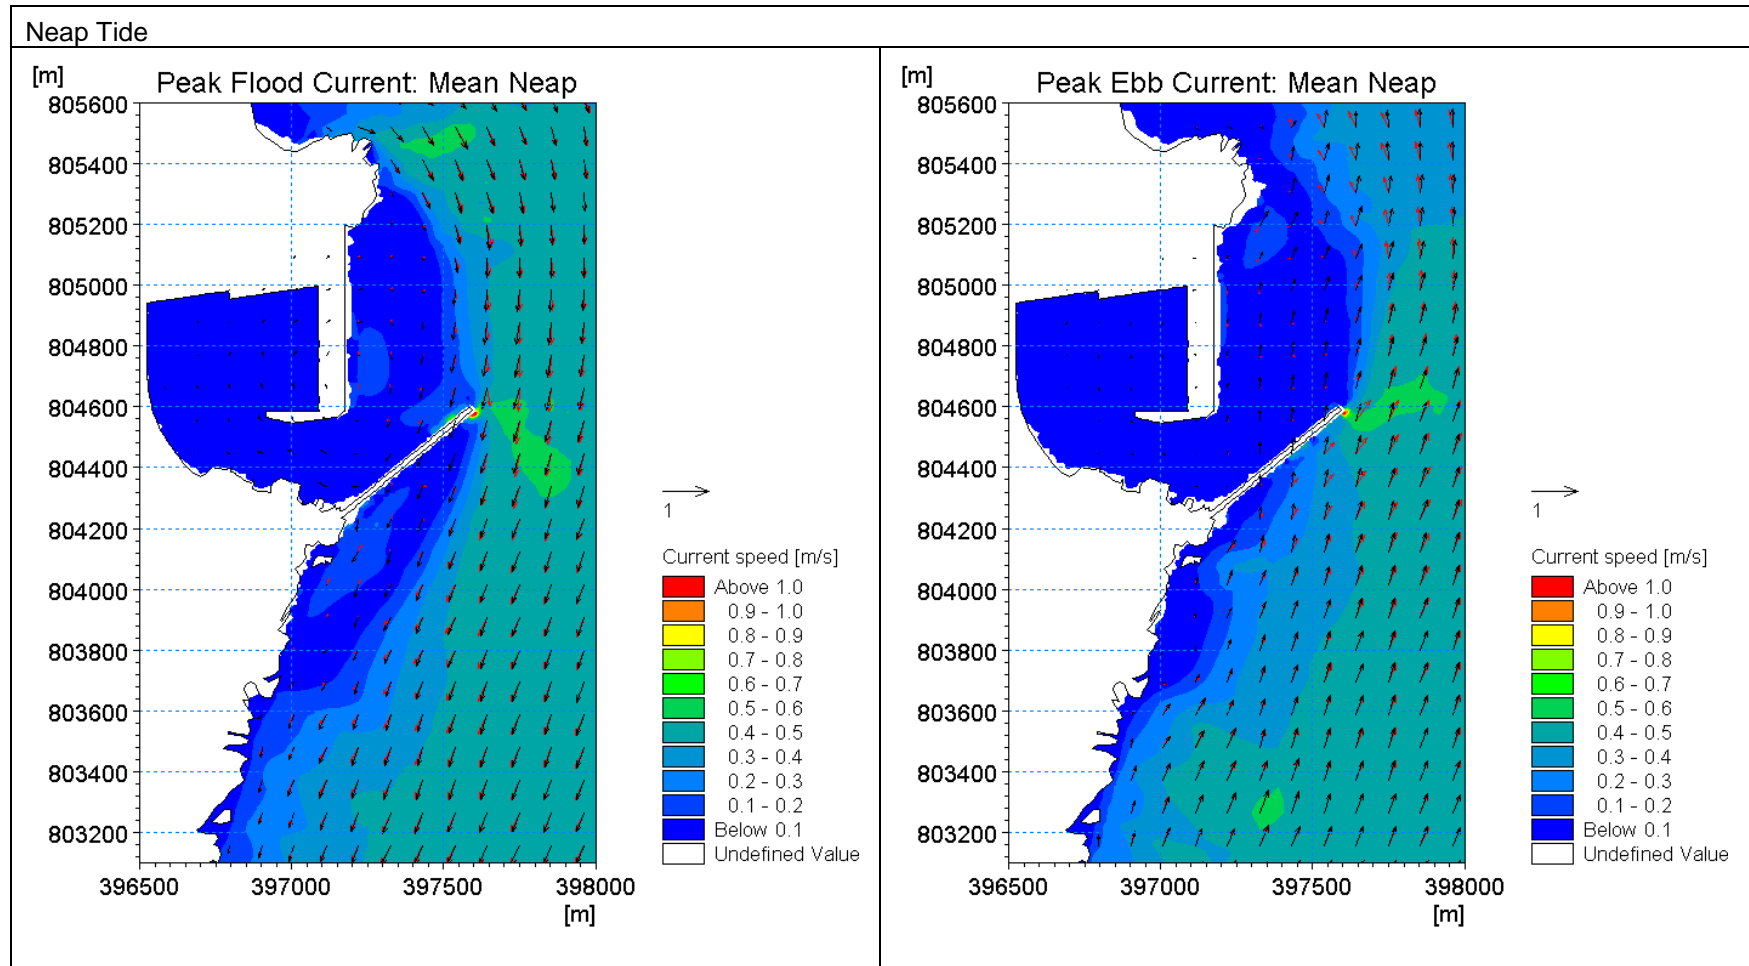 Neap Tide
[m]
Peak Flood Current: Mean Neap
805600
805400
805200
805000
804800
804600
804400
804200
804000
803800
803600
803400
803200
396500 397000 397500 398000
[m]
1
Current speed [m/s]
Above 1.0
0.9 - 1.0
0.8 - 0.9
0.7 - 0.8
0.6 - 0.7
0.5 - 0.6
0.4 - 0.5
0.3 - 0.4
0.2 - 0.3
0.1 - 0.2
Below 0.1
Undefined Value
[m]
Peak Ebb Current: Mean Neap
805600
805400
805200
805000
804800
804600
804400
804200
804000
803800
803600
803400
803200
396500 397000 397500 398000
[m]
1
Current speed [m/s]
Above 1.0
0.9 - 1.0
0.8 - 0.9
0.7 - 0.8
0.6 - 0.7
0.5 - 0.6
0.4 - 0.5
0.3 - 0.4
0.2 - 0.3
0.1 - 0.2
Below 0.1
Undefined Value